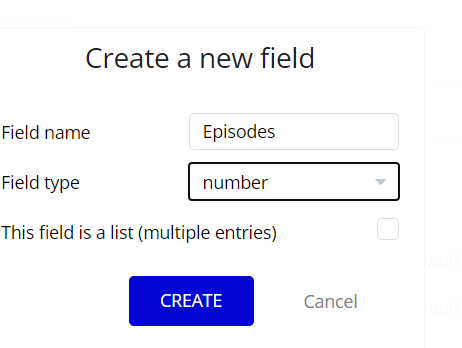 Create a new field
Field name
Episodes
Field type
number
This field is a list (multiple entries)
CREATE
Cancel